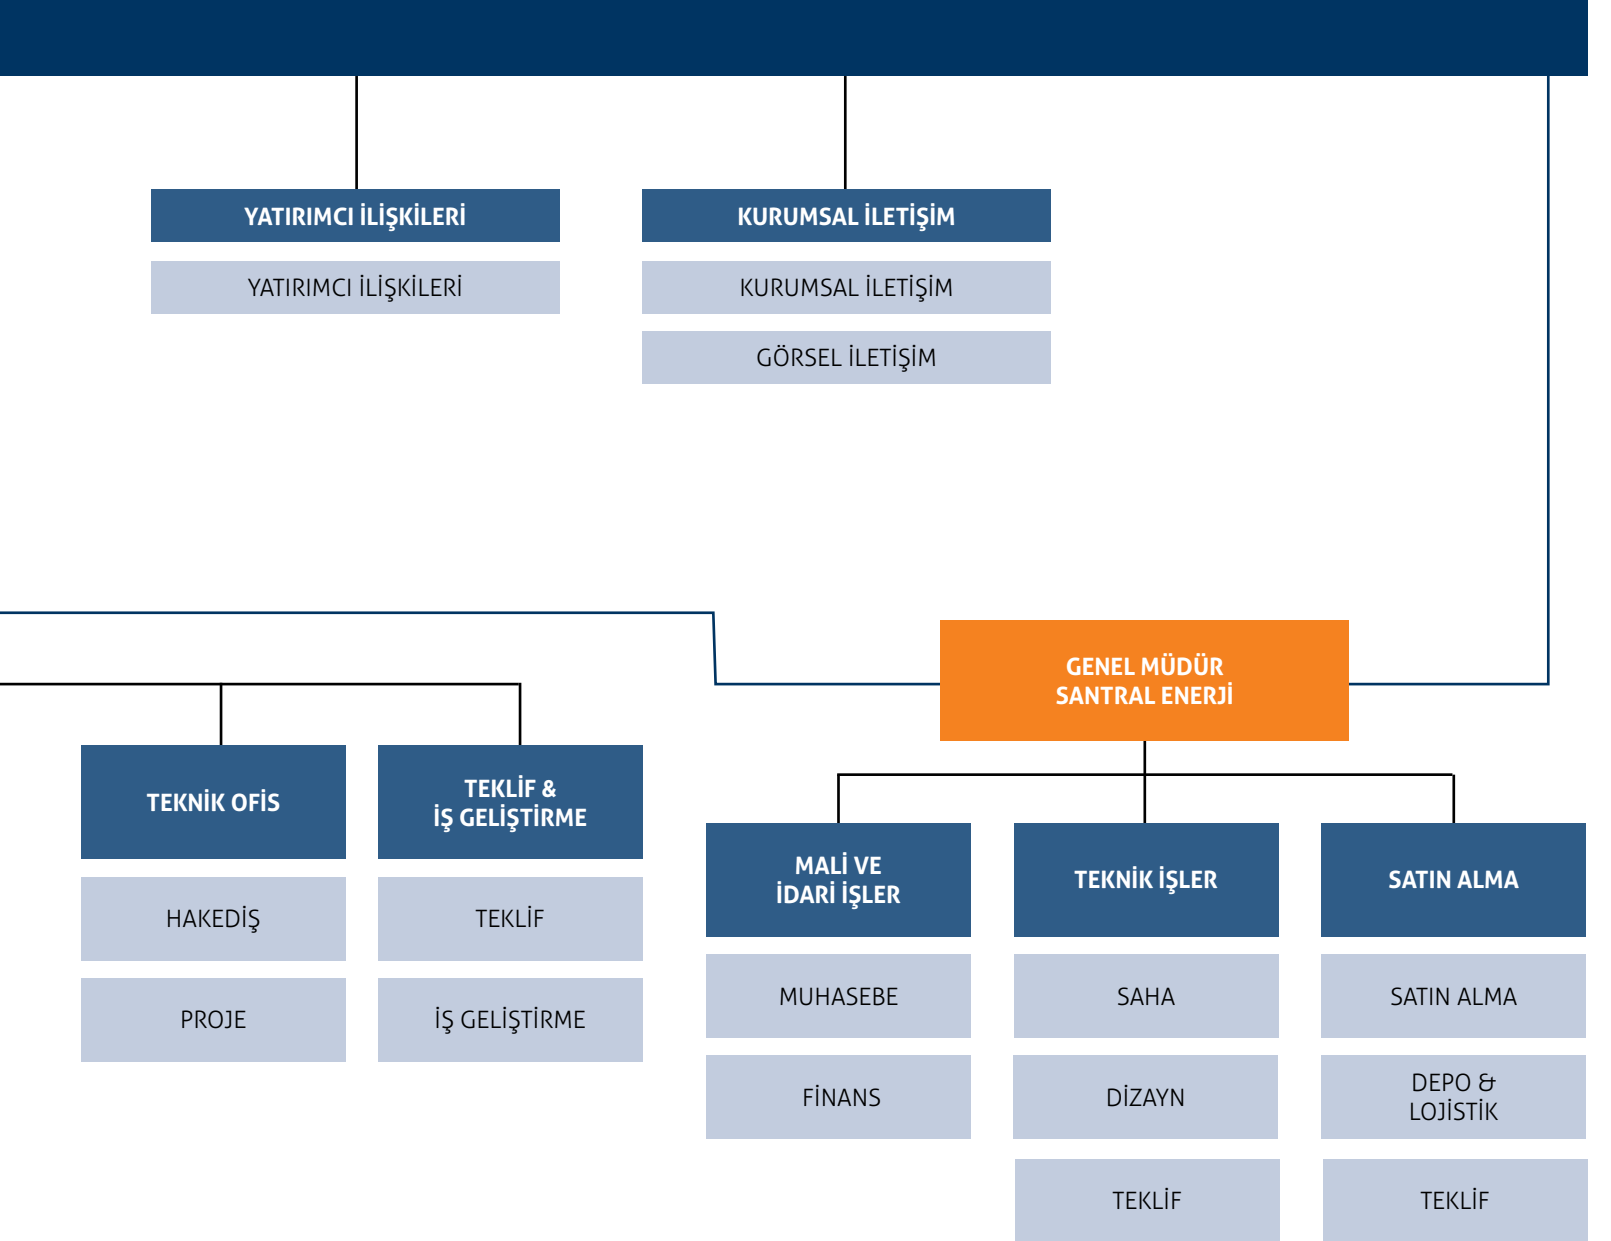 YATIRIMCI İLİŞKİLERİ
YATIRIMCI İLİŞKİLERİ
KURUMSAL İLETİŞİM
KURUMSAL İLETİŞİM
GÖRSEL İLETİŞİM
GENEL MÜDÜR
SANTRAL ENERJİ
TEKNİK OFİS
HAKEDİŞ
PROJE
TEKLİF &
İŞ GELİŞTİRME
TEKLİF
İŞ GELİŞTİRME
MALİ VE
İDARİ İŞLER
MUHASEBE
FİNANS
TEKNİK İŞLER
SAHA
DİZAYN
TEKLİF
SATIN ALMA
SATIN ALMA
DEPO &
LOJİSTİK
TEKLİF